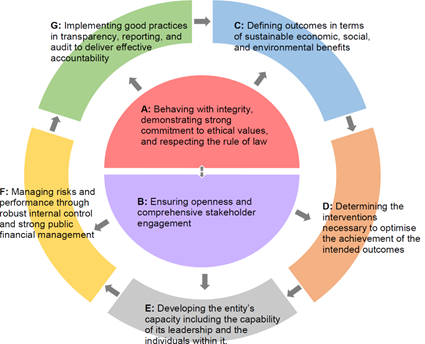 G: Implementing good practices
in transparency, reporting, and
audit to deliver effective
accountability
C: Defining outcomes in terms
of sustainable economic, social,
and environmental benefits
A: Behaving with integrity,
demonstrating strong
commitment to ethical values,
and respecting the rule of law
B: Ensuring openness and
comprehensive stakeholder
engagement
F: Managing risks and
performance through
robust internal control
and strong public
financial management
D: Determining the
interventions
necessary to optimise
the achievement of the
intended outcomes
E: Developing the entity's
capacity including the capability
of its leadership and the
individuals within it.